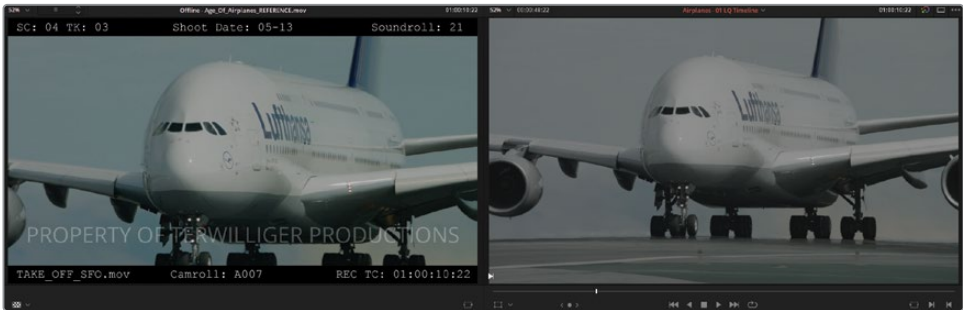 52%
Offline - Age_Of_Airplanes_REFERENCE.mov
01:00:10:22
52%
00:00:49:22
Airplanes - 01 LQ Timeline
01:00:10:22
SC: 04 TK: 03
Shoot Date: 05-13
Soundroll: 21
Lufthansa
Lufthansa
PROPERTY OF TERWILLIGER PRODUCTIONS
TAKE_OFF_SFO.mov
Camroll: A007
REC TC: 01:00:10:22